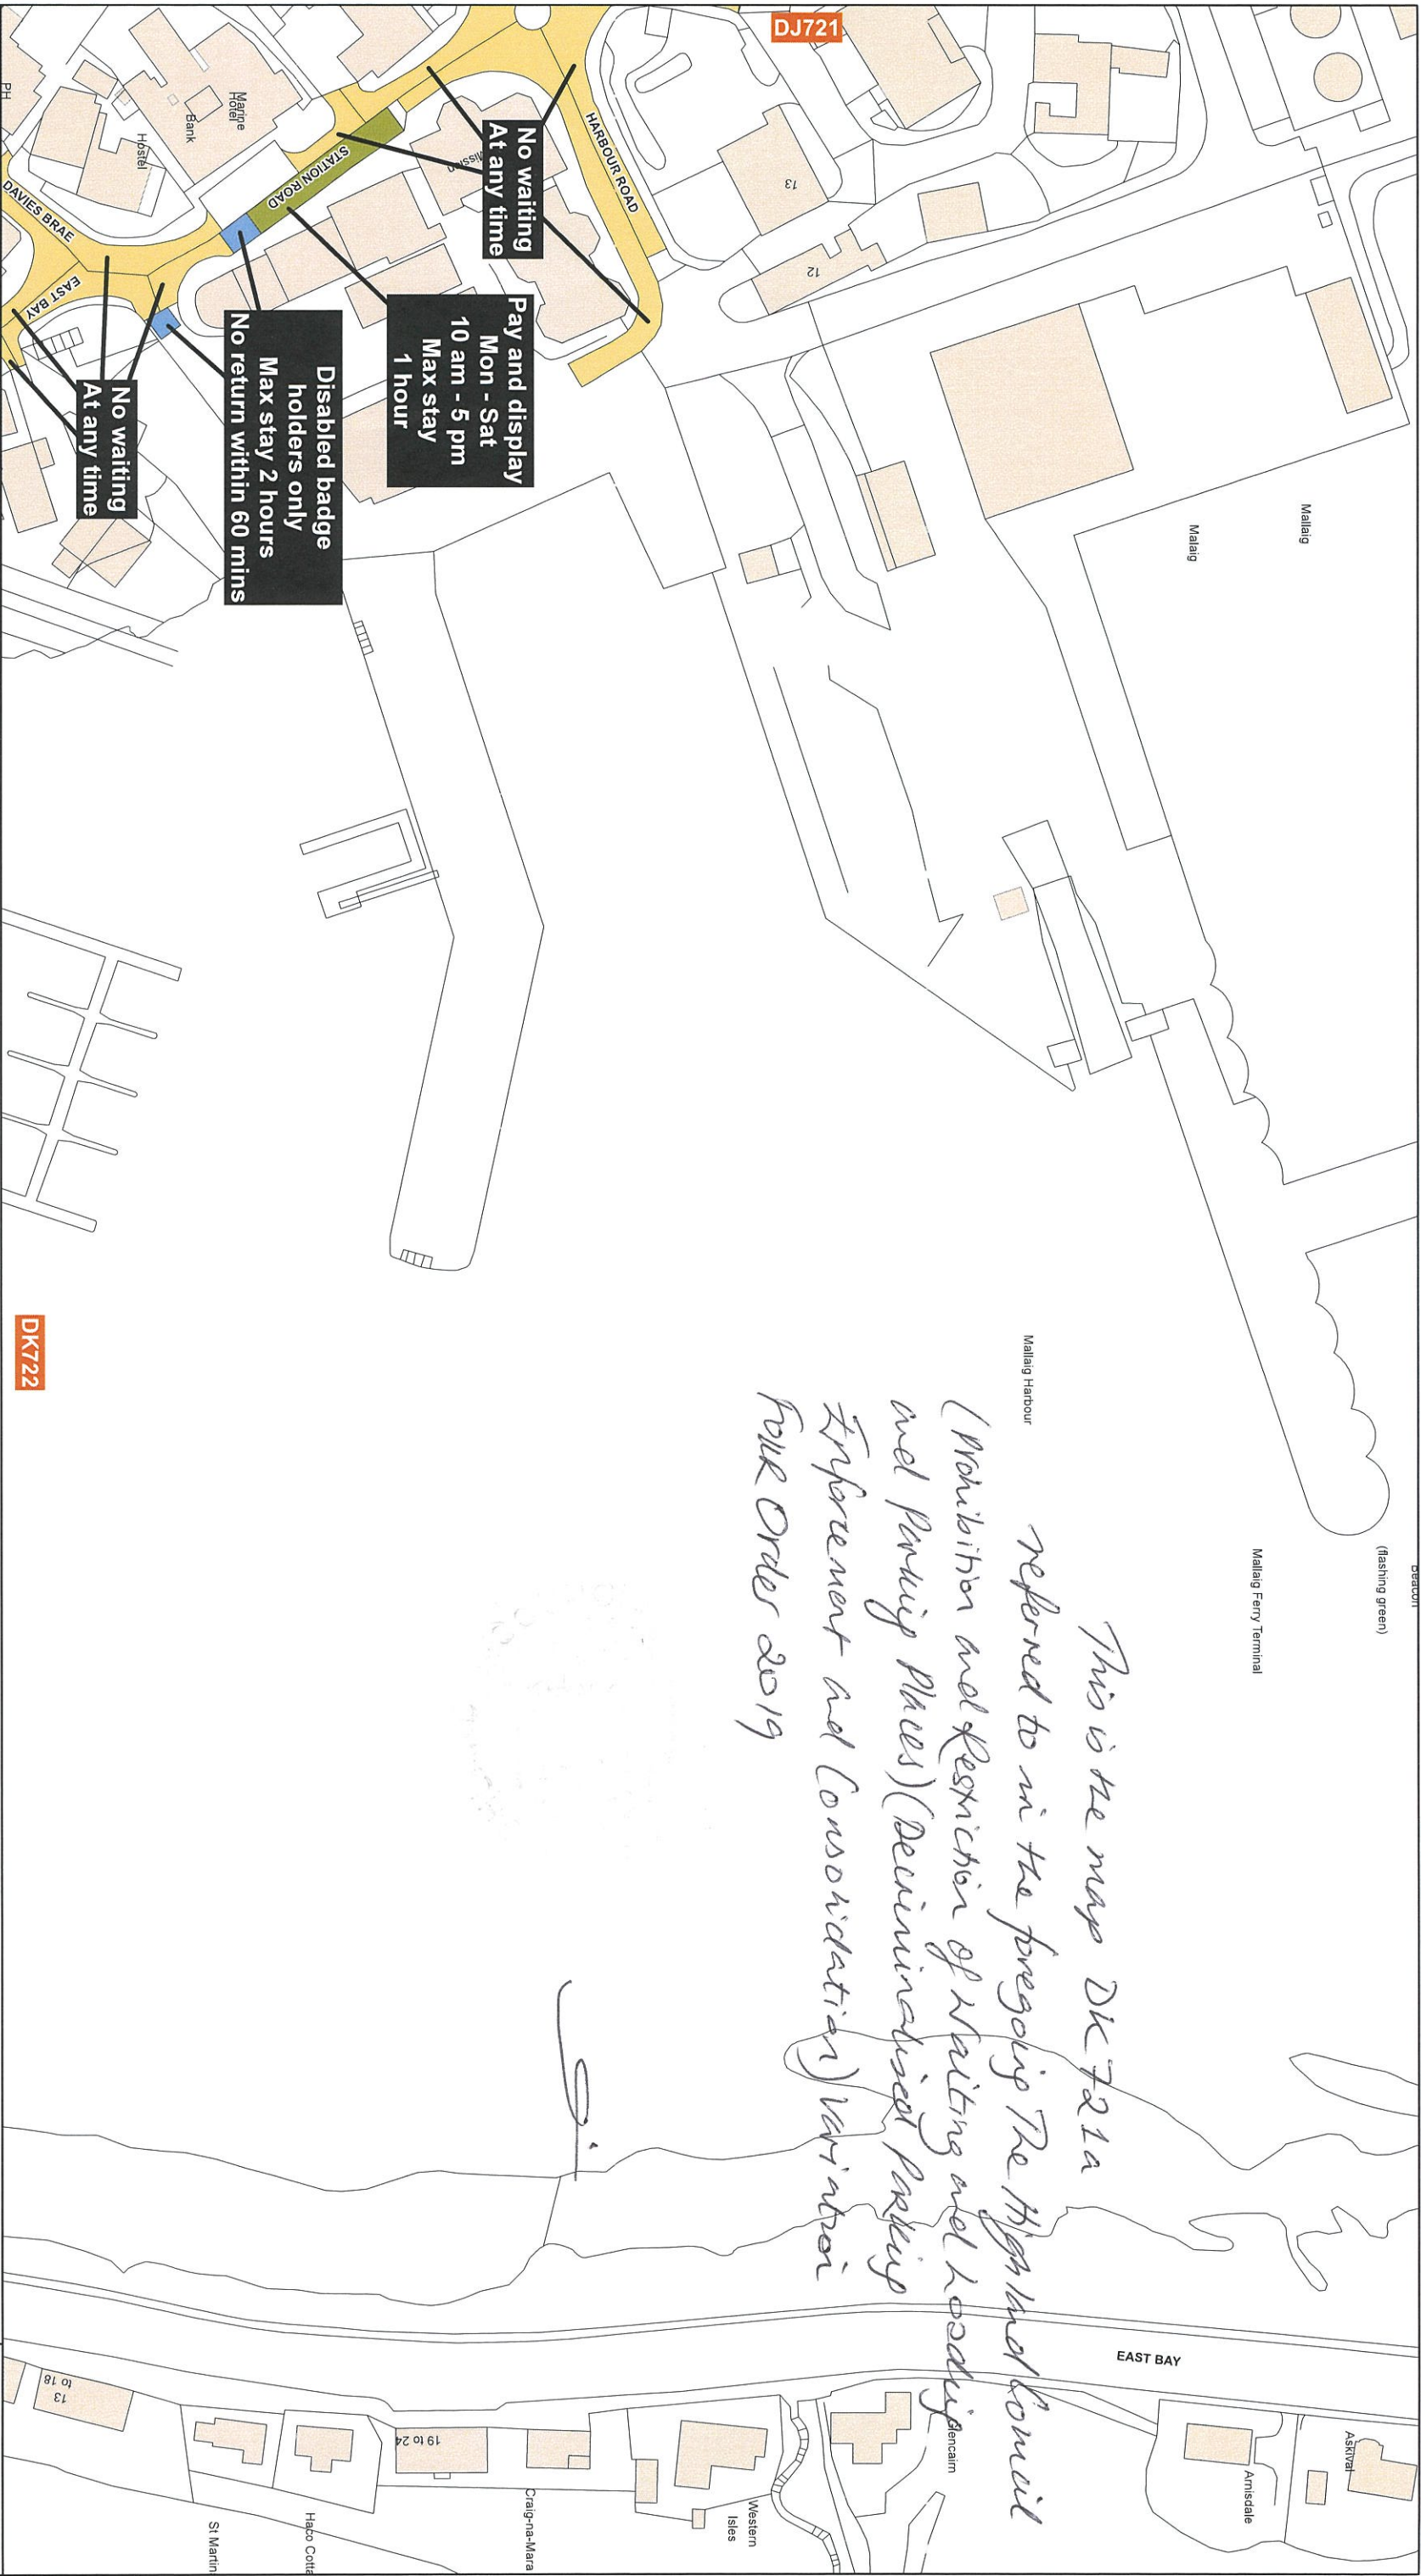 DJ721
HARBOUR ROAD
No waiting
At any time
Mission
13
12
Marine
Hotel
Bank
Hostel
PH
STATION ROAD
DAVIES BRAE
EAST BAY
Pay and display
Mon - Sat
10 am - 5 pm
Max stay
1 hour
Disabled badge
holders only
Max stay 2 hours
No return within 60 mins
No waiting
At any time
Mallaig
Malaig
Mallaig Harbour
Mallaig Ferry Terminal
(flashing green)
Beacon
DK722
This is the map DK721a
referred to in the foregoing The Highland Council
(Prohibition and Restriction of Waiting and Loading
and Parking Places) (Decriminalised Parking
Enforcement and Consolidation) Variation
FOUR Order 2019
EAST BAY
Askival
Arnisdale
Glencairn
Western
Isles
Craig-na-Mara
19 to 24
Haco Cotta
St Martin
13
to 18